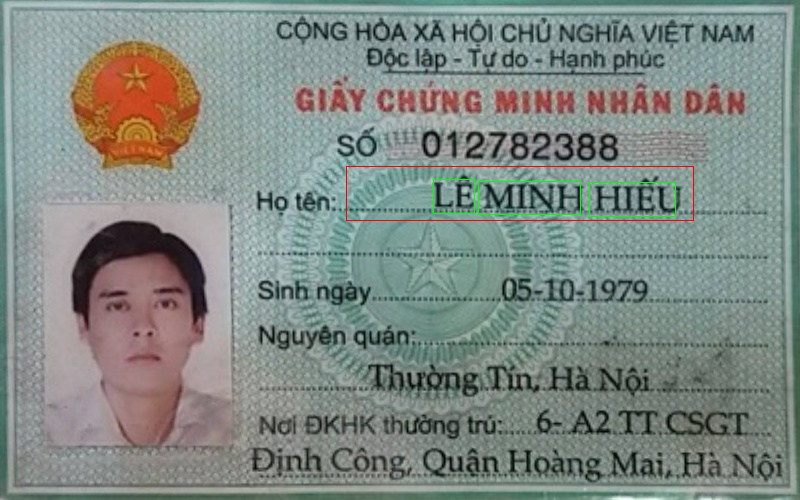 CỘNG HÒA XÃ HỘI CHỦ NGHĨA VIỆT NAM
Độc lập - Tự do - Hạnh phúc
GIẤY CHỨNG MINH NHÂN DÂN
SỐ 012782388
Họ tên: LÊ MINH HIẾU
Sinh ngày 05-10-1979
Nguyên quán:
Thường Tín, Hà Nội
Nơi ĐKHK thường trú: 6- A2 TT CSGT
Định Công, Quận Hoàng Mai, Hà Nội